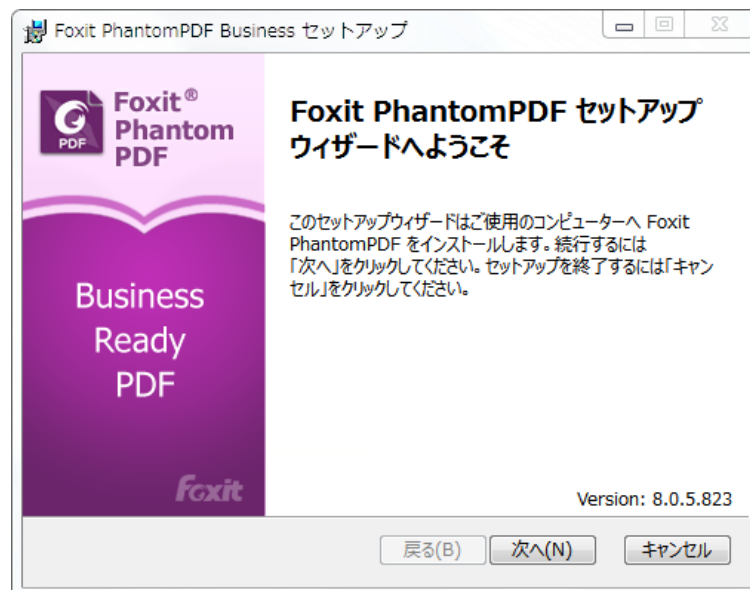 Foxit PhantomPDF Business セットアップ
Foxit®
Phantom
PDF
PDF
Business
Ready
PDF
Foxit
Foxit PhantomPDF セットアップ
ウィザードへようこそ
このセットアップウィザードはご使用のコンピューターへ Foxit
PhantomPDF をインストールします。続行するには
「次へ」をクリックしてください。セットアップを終了するには「キャン
セル」をクリックしてください。
Version: 8.0.5.823
戻る(B)
次へ(N)
キャンセル